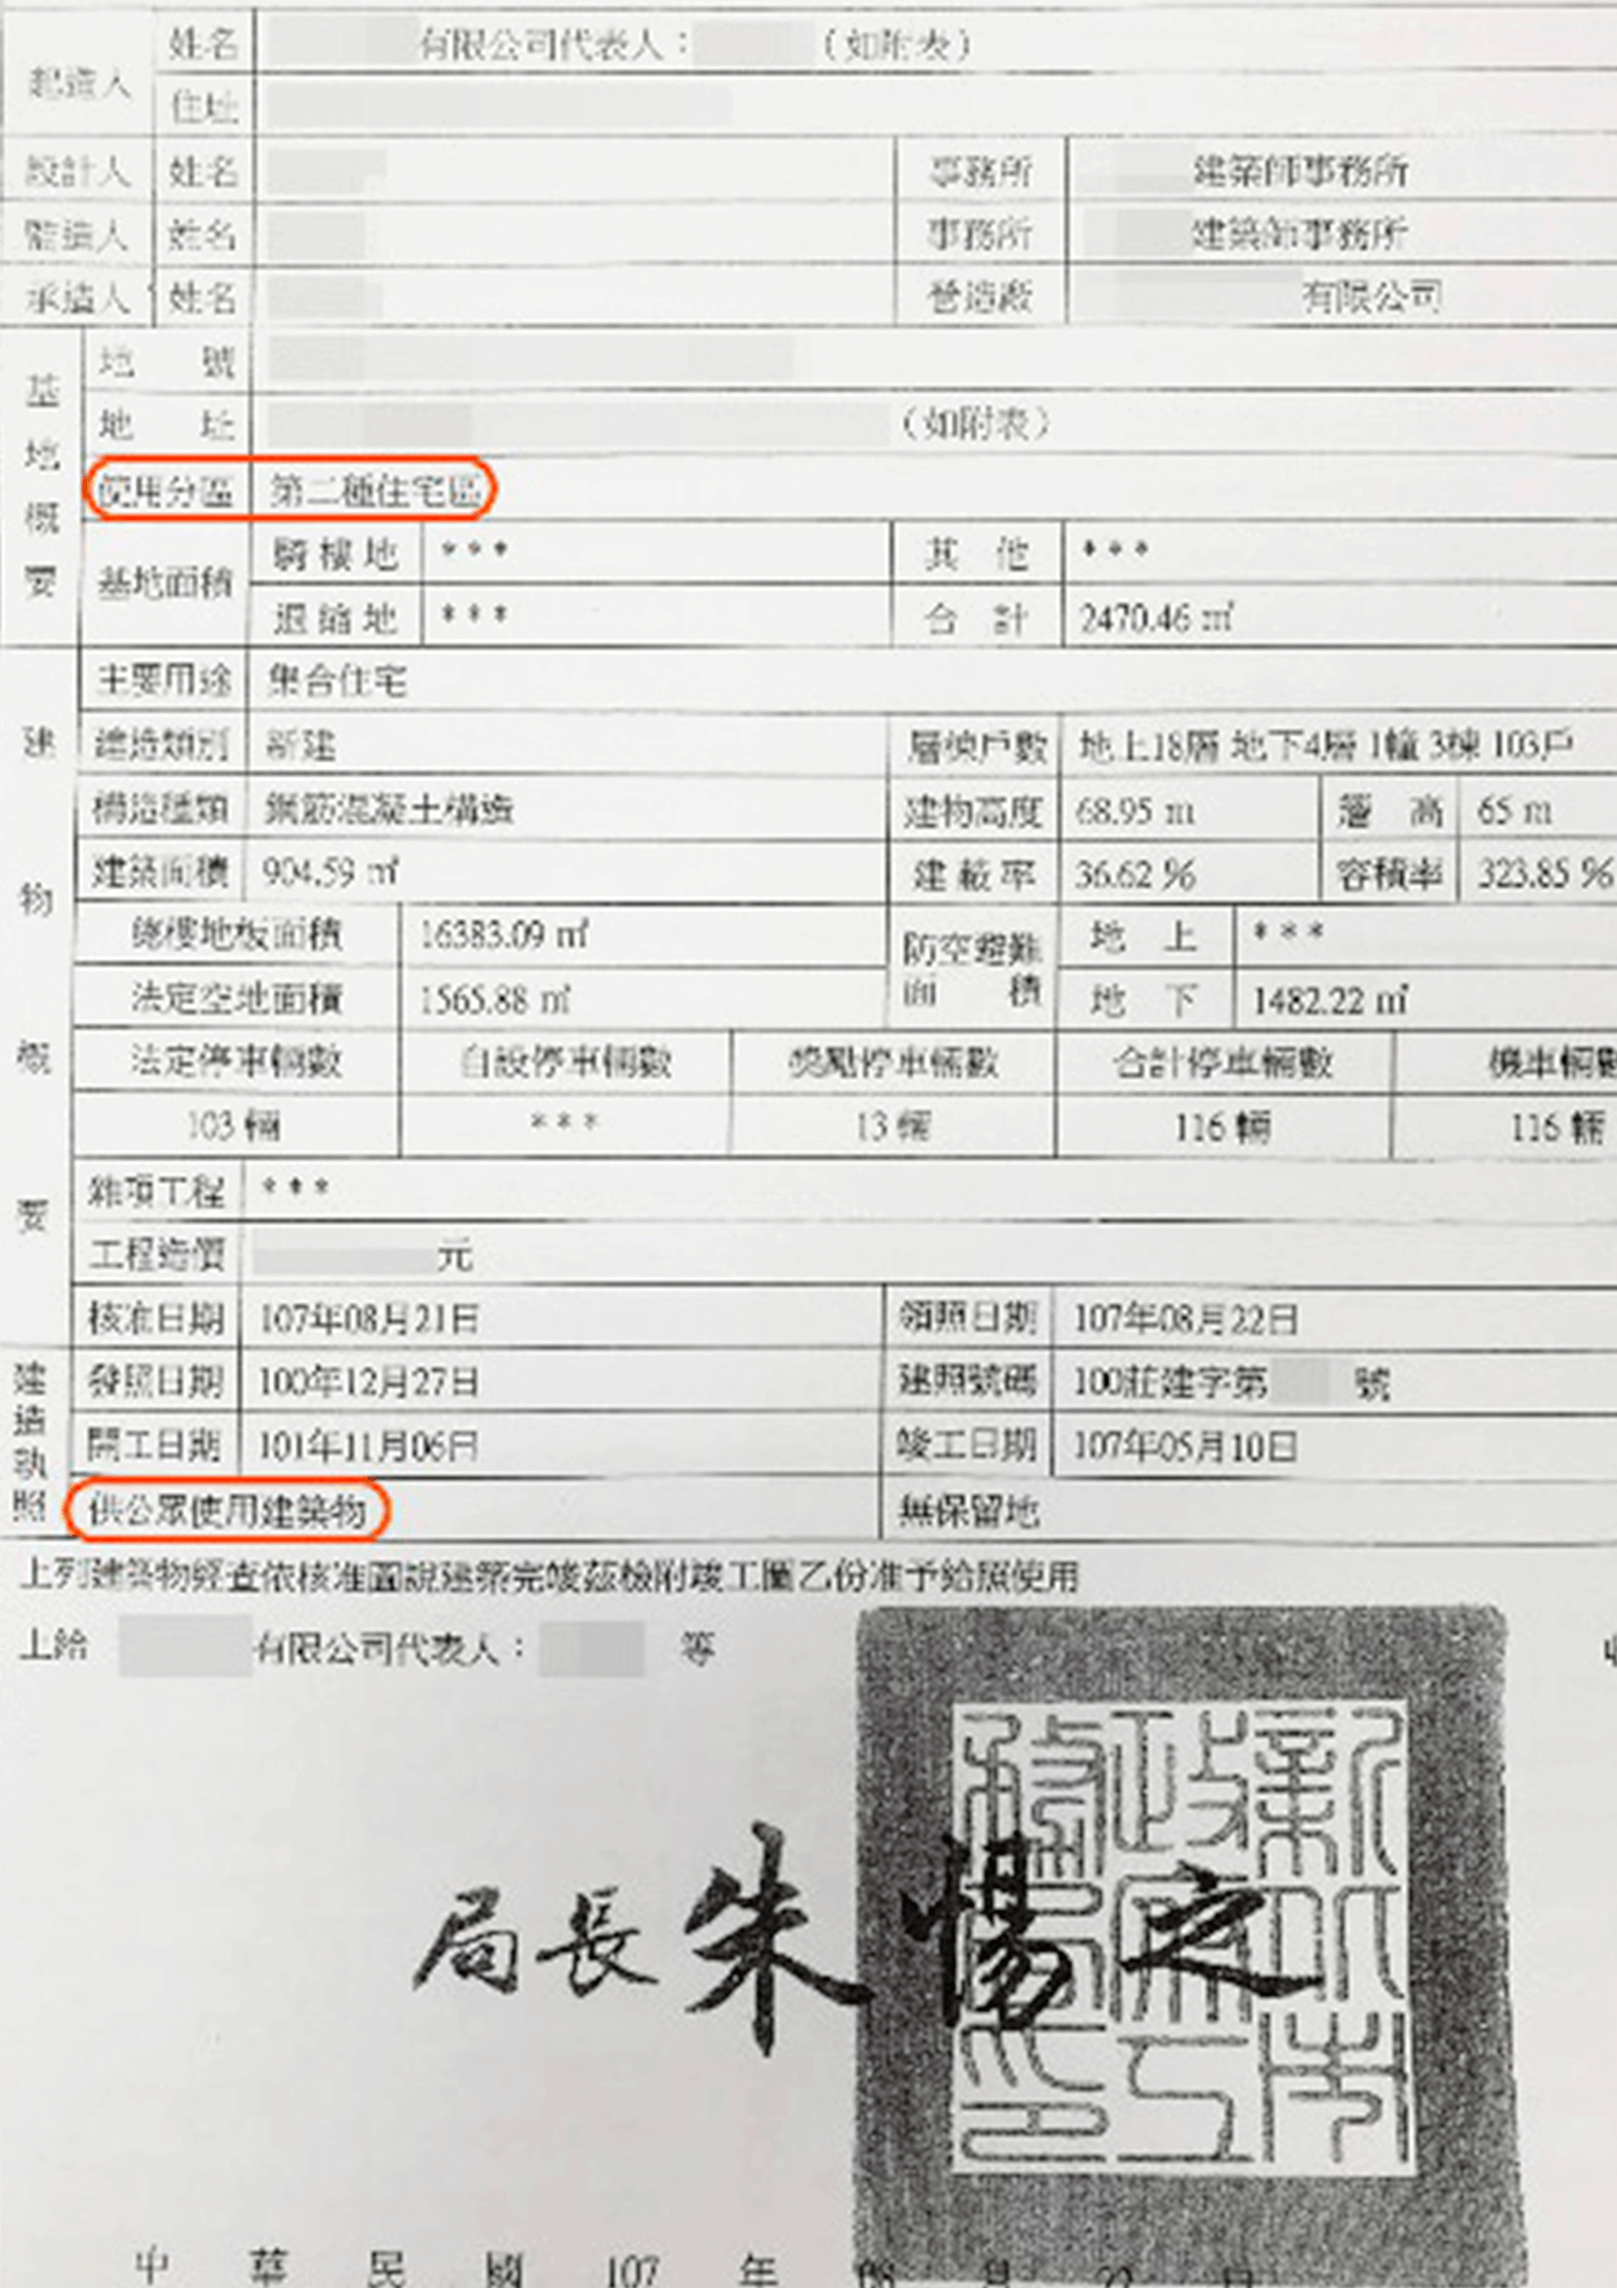 起造人 姓名 有限公司代表人：（如附表）
住址
設計人 姓名 事務所 建築師事務所
監造人 姓名 事務所 建築師事務所
承造人 姓名 營造廠 有限公司
基地概要 地號
地址 （如附表）
使用分區 第二種住宅區
基地面積 騎樓地 *** 其他 ***
退縮地 *** 合計 2470.46 ㎡
建物概要 主要用途 集合住宅
建造類別 新建 層棟戶數 地上18層 地下4層 1幢 3棟 103戶
構造種類 鋼筋混凝土構造 建物高度 68.95 m 簷高 65 m
建築面積 904.59 ㎡ 建蔽率 36.62 % 容積率 323.85 %
總樓地板面積 16383.09 ㎡ 防空避難面積 地上 ***
法定空地面積 1565.88 ㎡ 地下 1482.22 ㎡
法定停車輛數 自設停車輛數 獎勵停車輛數 合計停車輛數 機車輛數
103 輛 *** 13 輛 116 輛 116 輛
雜項工程 ***
工程造價 元
核准日期 107年08月21日 領照日期 107年08月22日
建造執照 發照日期 100年12月27日 建照號碼 100莊建字第 號
開工日期 101年11月06日 竣工日期 107年05月10日
供公眾使用建築物 無保留地
上列建築物經查依核准圖說建築完竣茲檢附竣工圖乙份准予給照使用
上給 有限公司代表人： 等
局長 朱惕之
新北市政府工務局印
中華民國 107 年 月 日